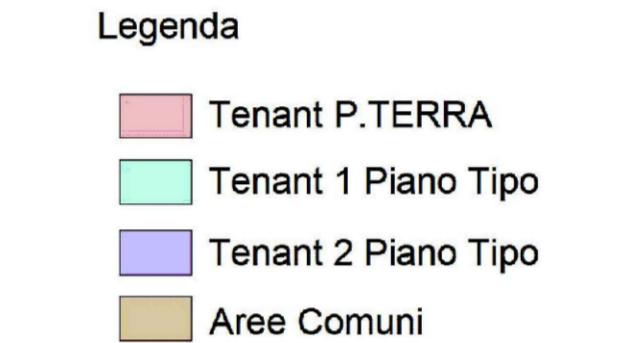 Legenda
Tenant P.TERRA
Tenant 1 Piano Tipo
Tenant 2 Piano Tipo
Aree Comuni